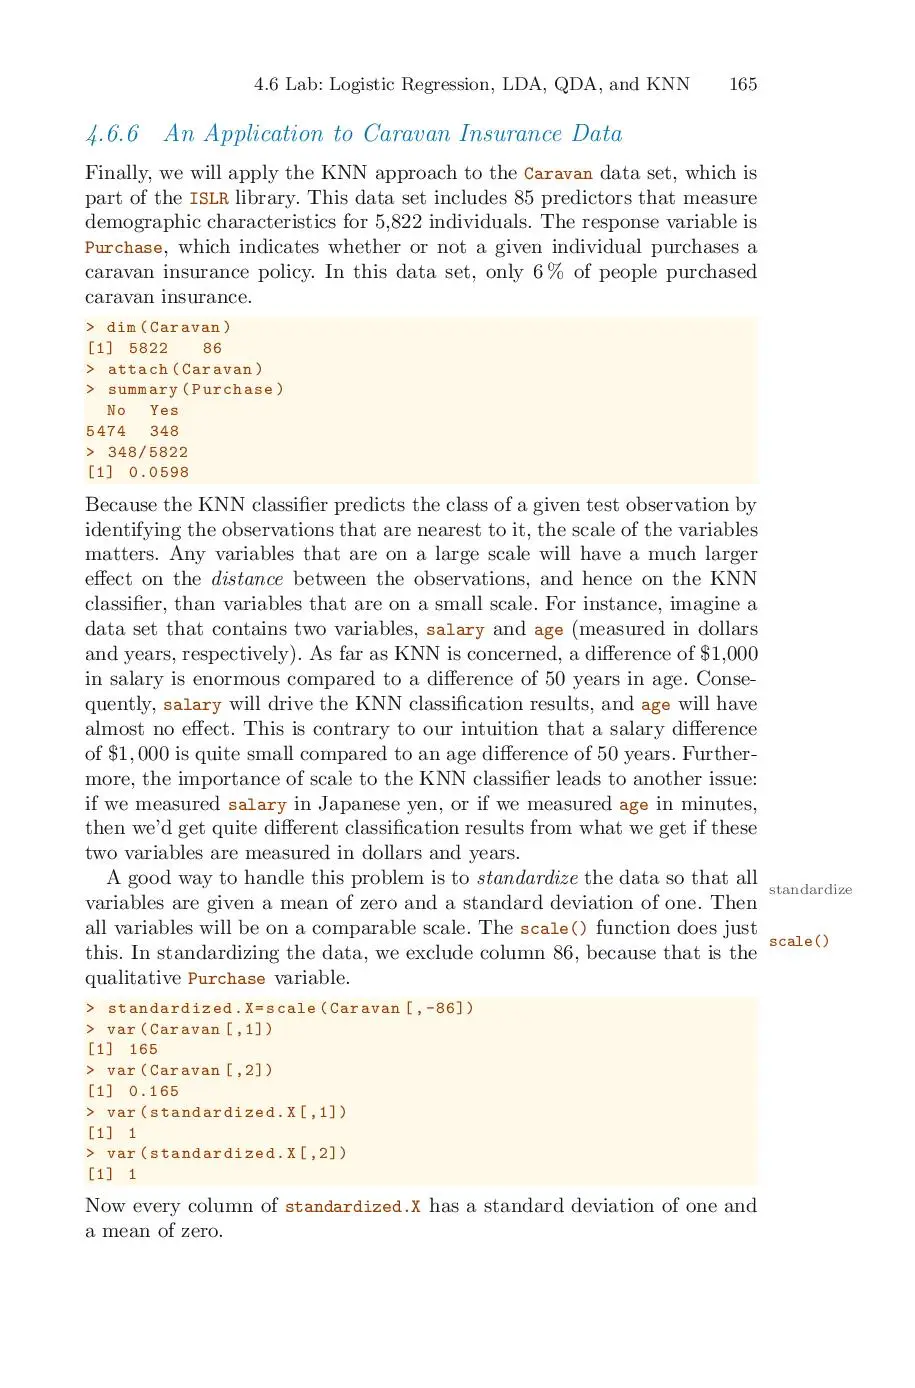 4.6 Lab: Logistic Regression, LDA, QDA, and KNN 165
4.6.6 An Application to Caravan Insurance Data
Finally, we will apply the KNN approach to the Caravan data set, which is
part of the ISLR library. This data set includes 85 predictors that measure
demographic characteristics for 5,822 individuals. The response variable is
Purchase, which indicates whether or not a given individual purchases a
caravan insurance policy. In this data set, only 6 % of people purchased
caravan insurance.
> dim(Caravan)
[1] 5822 86
> attach(Caravan)
> summary(Purchase)
No Yes
5474 348
> 348/5822
[1] 0.0598
Because the KNN classifier predicts the class of a given test observation by
identifying the observations that are nearest to it, the scale of the variables
matters. Any variables that are on a large scale will have a much larger
effect on the distance between the observations, and hence on the KNN
classifier, than variables that are on a small scale. For instance, imagine a
data set that contains two variables, salary and age (measured in dollars
and years, respectively). As far as KNN is concerned, a difference of $1,000
in salary is enormous compared to a difference of 50 years in age. Conse-
quently, salary will drive the KNN classification results, and age will have
almost no effect. This is contrary to our intuition that a salary difference
of $1, 000 is quite small compared to an age difference of 50 years. Further-
more, the importance of scale to the KNN classifier leads to another issue:
if we measured salary in Japanese yen, or if we measured age in minutes,
then we'd get quite different classification results from what we get if these
two variables are measured in dollars and years.
A good way to handle this problem is to standardize the data so that all
standardize
variables are given a mean of zero and a standard deviation of one. Then
all variables will be on a comparable scale. The scale() function does just
scale()
this. In standardizing the data, we exclude column 86, because that is the
qualitative Purchase variable.
> standardized.X=scale(Caravan[,-86])
> var(Caravan[,1])
[1] 165
> var(Caravan[,2])
[1] 0.165
> var(standardized.X[,1])
[1] 1
> var(standardized.X[,2])
[1] 1
Now every column of standardized.X has a standard deviation of one and
a mean of zero.